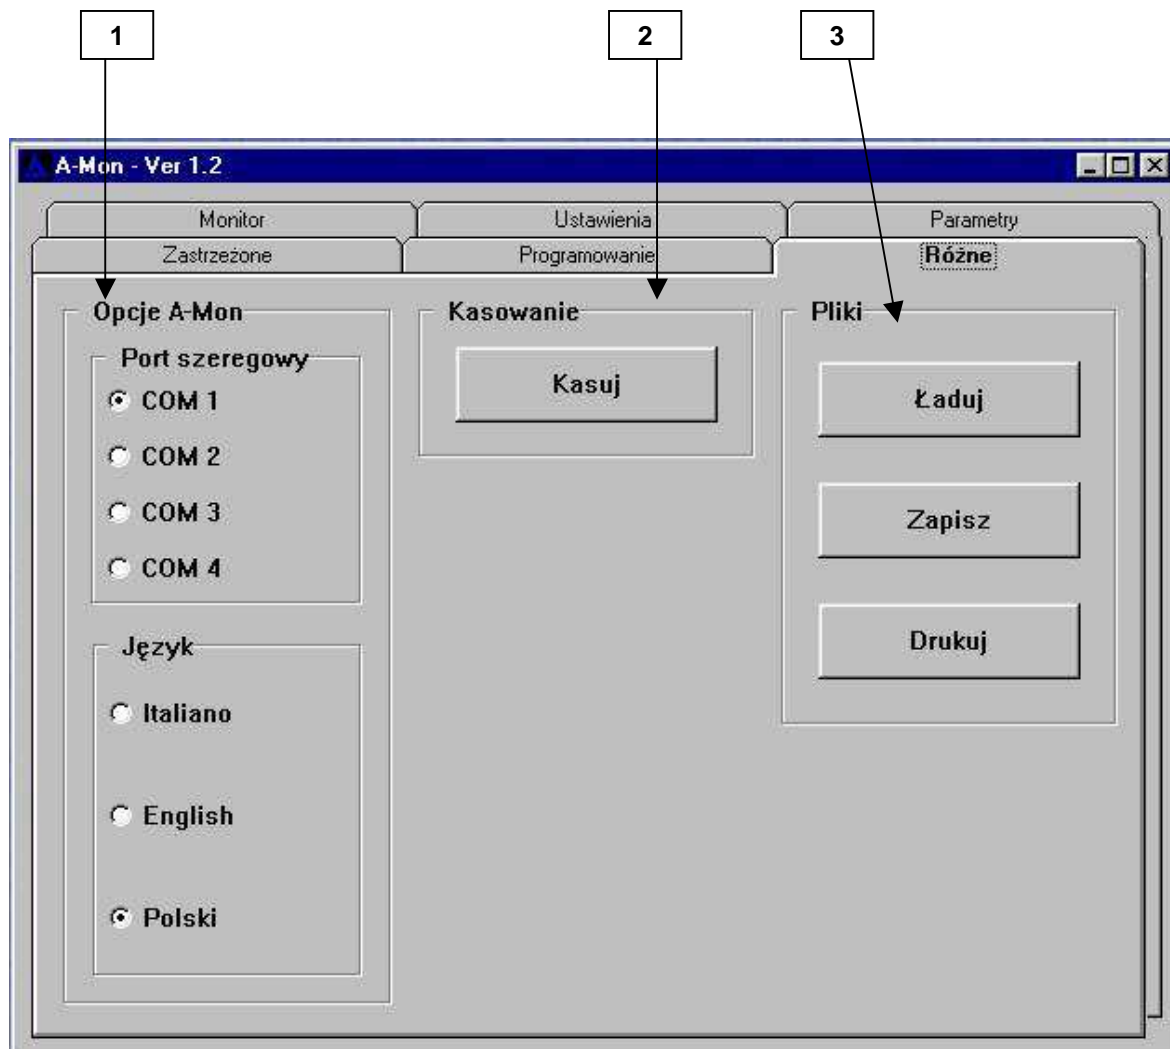 1
2
3
A-Mon - Ver 1.2
Monitor
Ustawienia
Parametry
Zastrzeżone
Programowanie
Różne
Opcje A-Mon
Port szeregowy
COM 1
COM 2
COM 3
COM 4
Język
Italiano
English
Polski
Kasowanie
Kasuj
Pliki
Ładuj
Zapisz
Drukuj